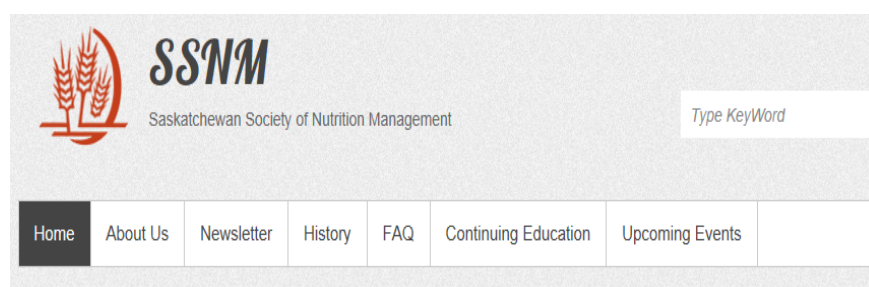 SSNM
Saskatchewan Society of Nutrition Management
Type KeyWord
Home About Us Newsletter History FAQ Continuing Education Upcoming Events